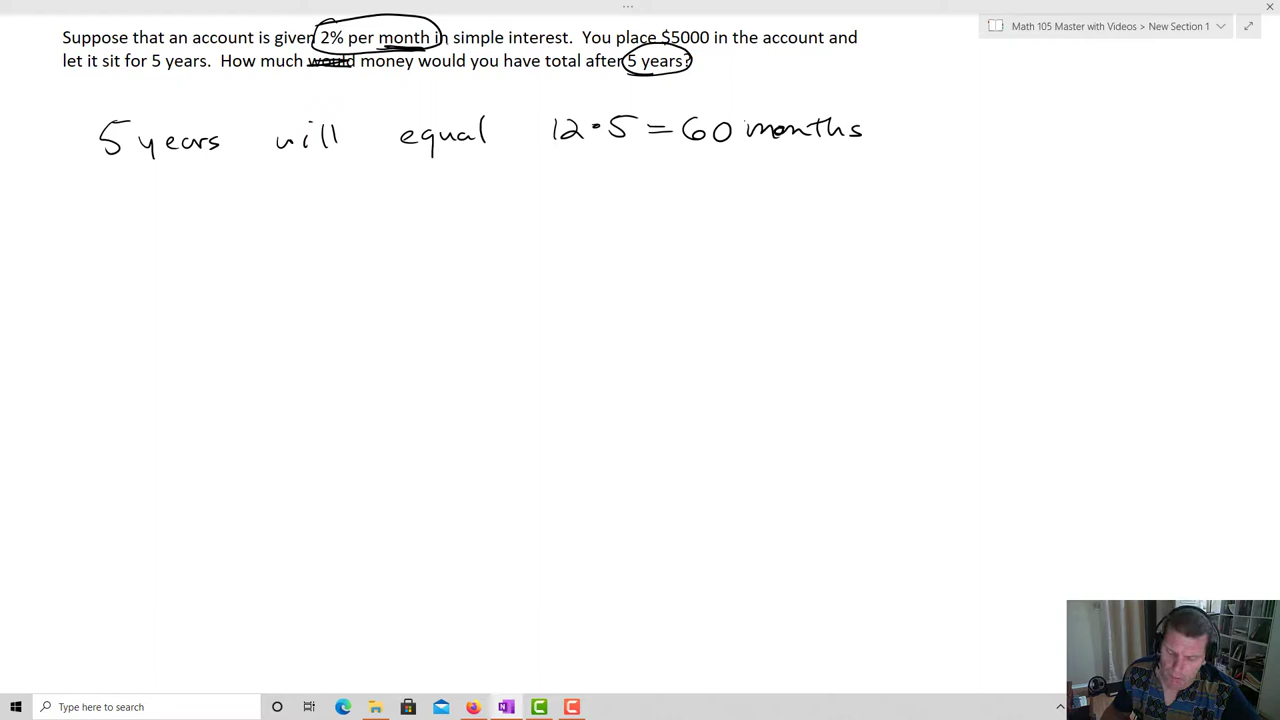 Suppose that an account is given 2% per month in simple interest. You place $5000 in the account and
let it sit for 5 years. How much would money would you have total after 5 years?
Math 105 Master with Videos > New Section 1
5 years will equal 12·5=60 months
Type here to search